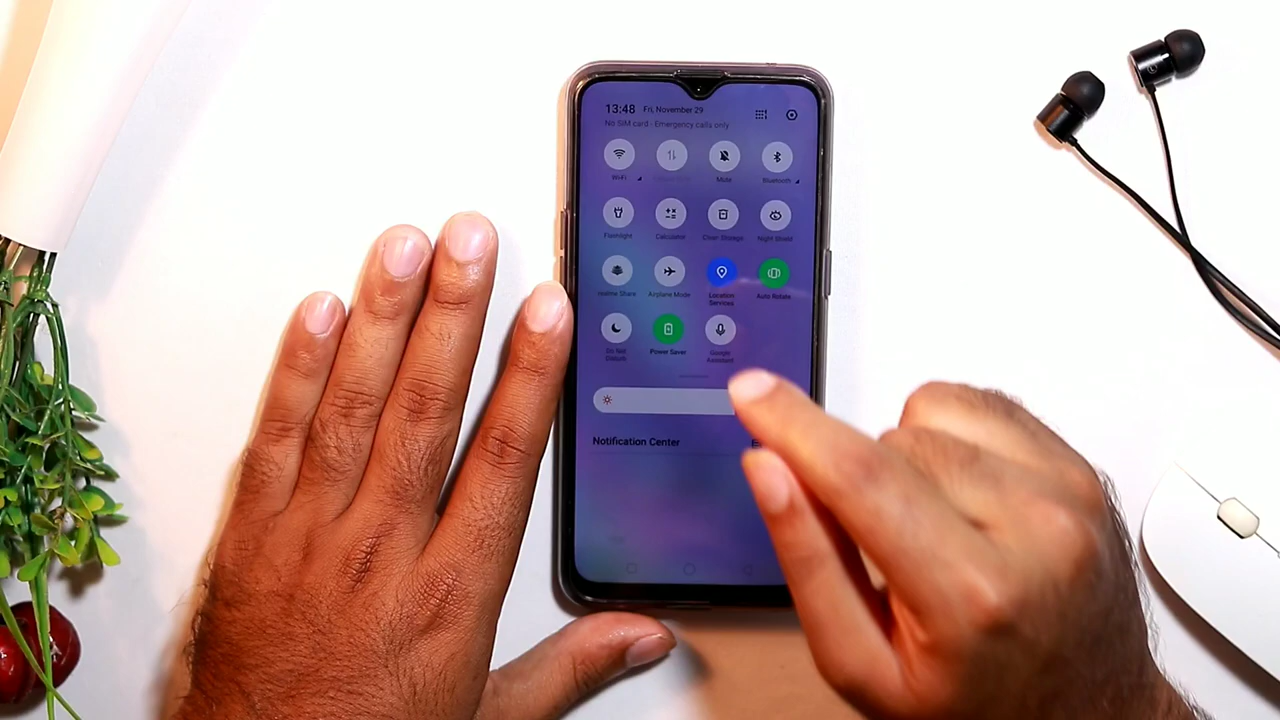 13:48 Fri, November 29
No SIM card - Emergency calls only
Wi-Fi Mute Bluetooth
Flashlight Calculator Clear Storage Night Shield
realme Share Airplane Mode Location Services Auto Rotate
Do Not Disturb Power Saver Google Assistant
Notification Center